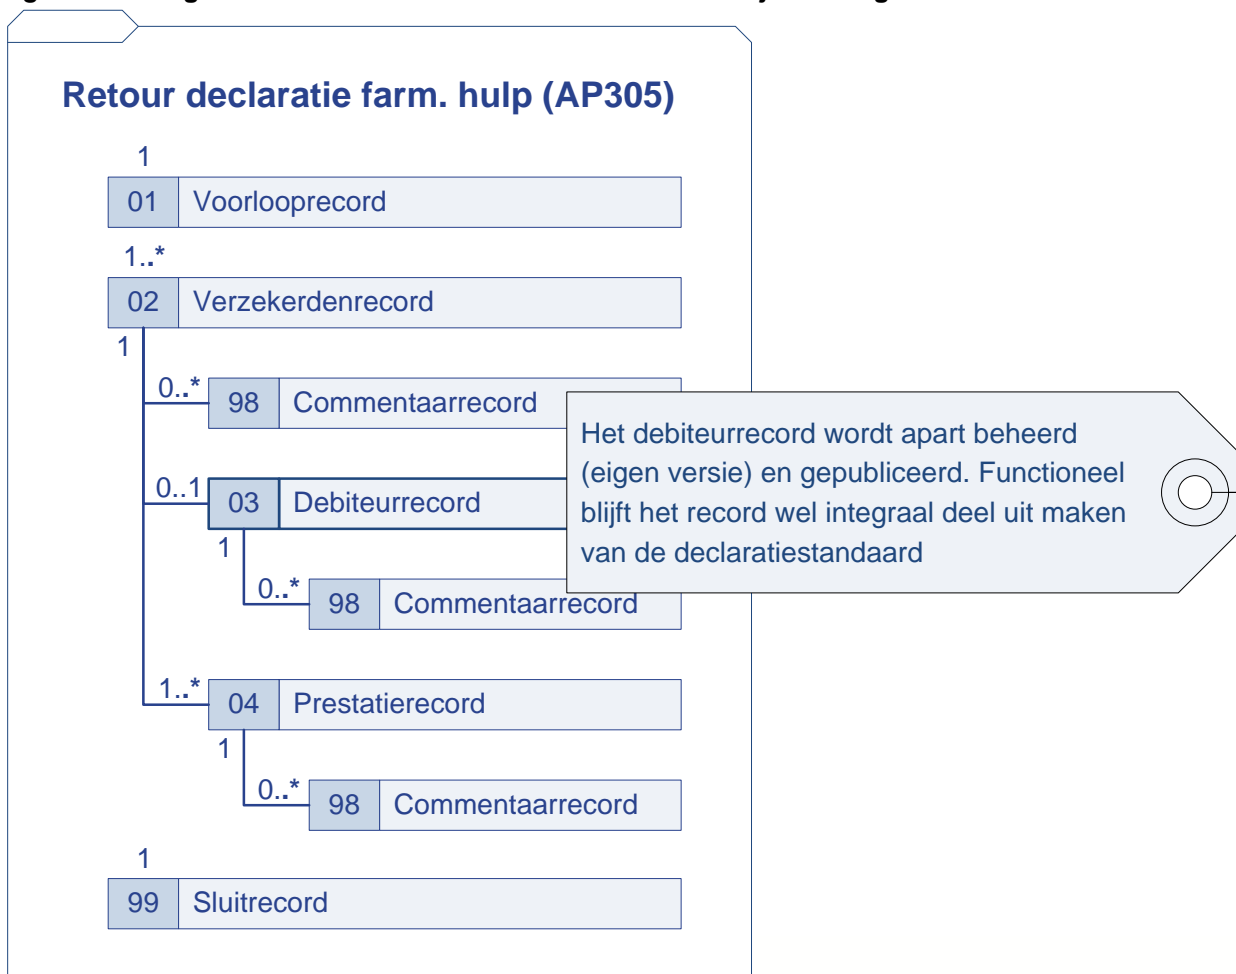 Retour declaratie farm. hulp (AP305)
1
01 Voorlooprecord
1..*
02 Verzekerdenrecord
1
0..* 98 Commentaarrecord
Het debiteurrecord wordt apart beheerd
(eigen versie) en gepubliceerd. Functioneel
blijft het record wel integraal deel uit maken
van de declaratiestandaard
0..1 03 Debiteurrecord
1
0..* 98 Commentaarrecord
1..* 04 Prestatierecord
1
0..* 98 Commentaarrecord
1
99 Sluitrecord